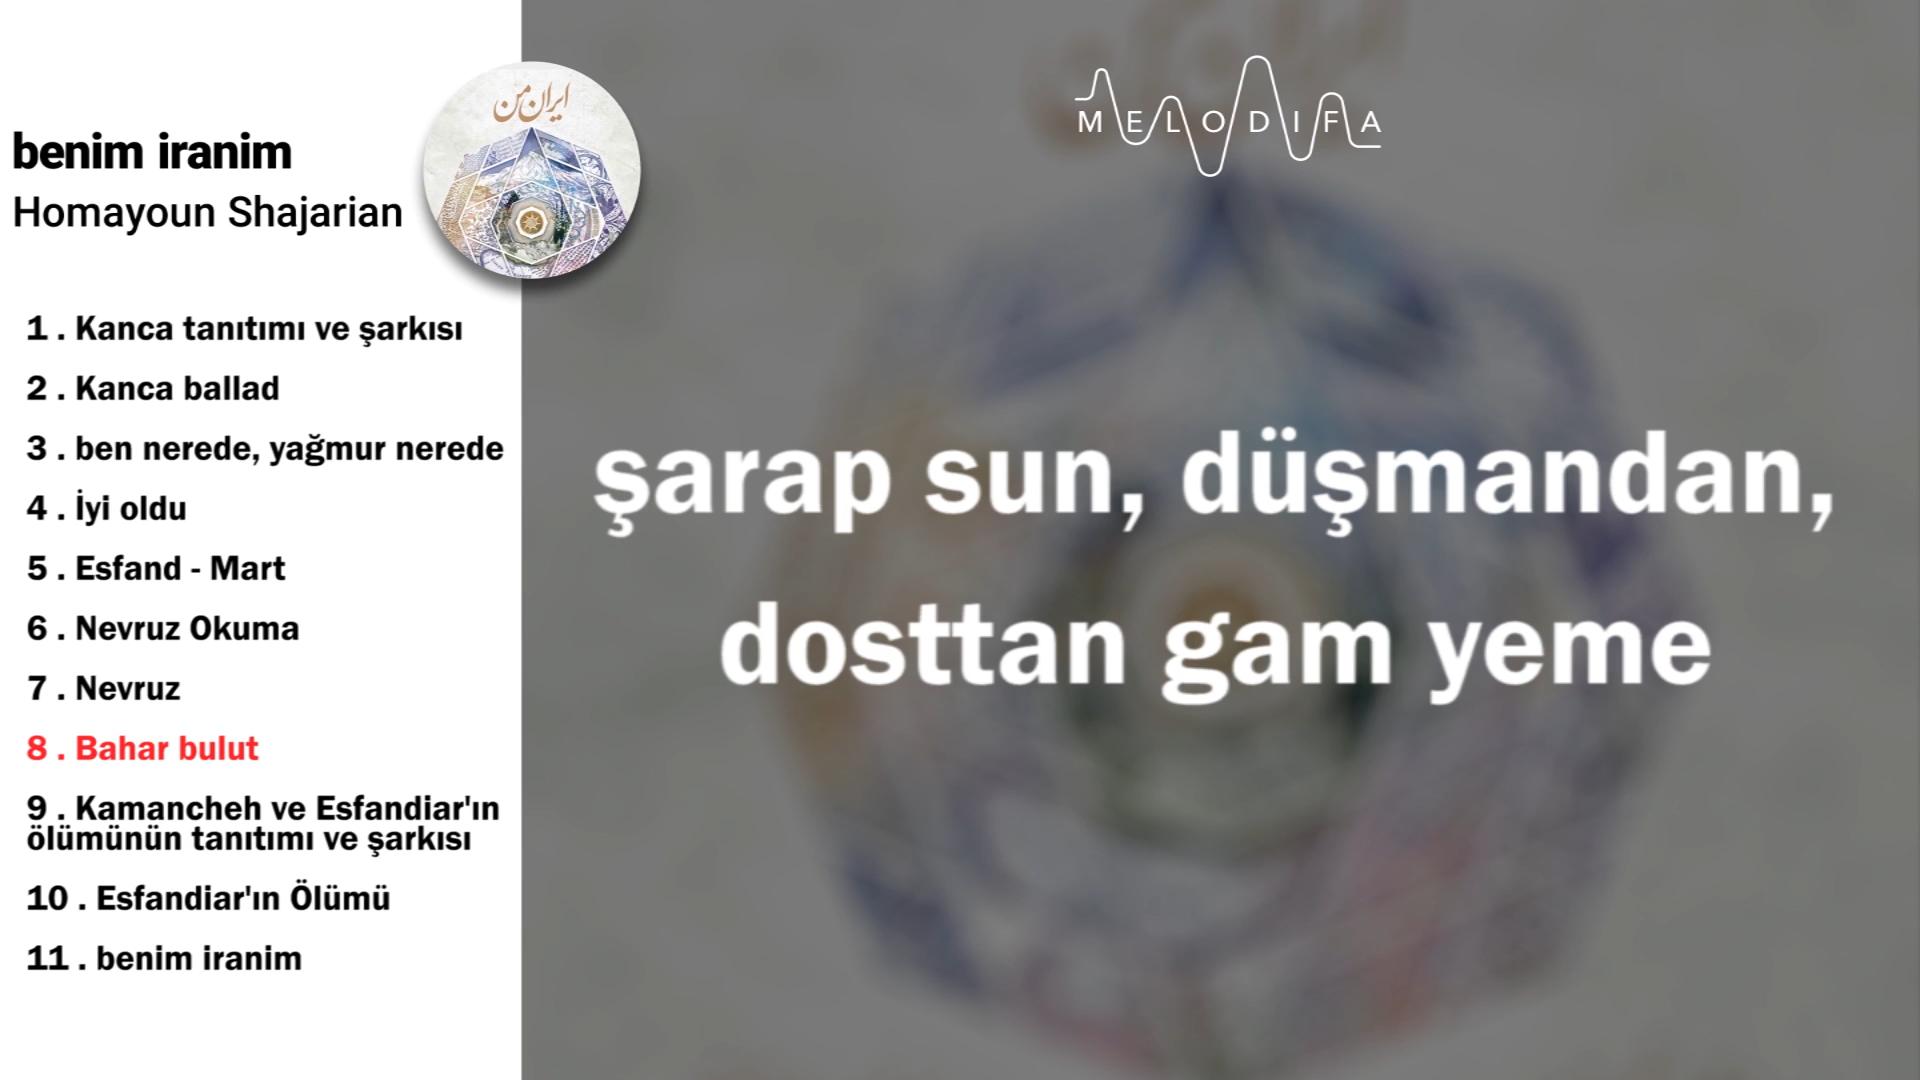 benim iranim
Homayoun Shajarian
ایران من
MELODIFA
1 . Kanca tanıtımı ve şarkısı
2 . Kanca ballad
3 . ben nerede, yağmur nerede
4 . İyi oldu
5 . Esfand - Mart
6 . Nevruz Okuma
7 . Nevruz
8 . Bahar bulut
9 . Kamancheh ve Esfandiar'ın
ölümünün tanıtımı ve şarkısı
10 . Esfandiar'ın Ölümü
11 . benim iranim
şarap sun, düşmandan,
dosttan gam yeme